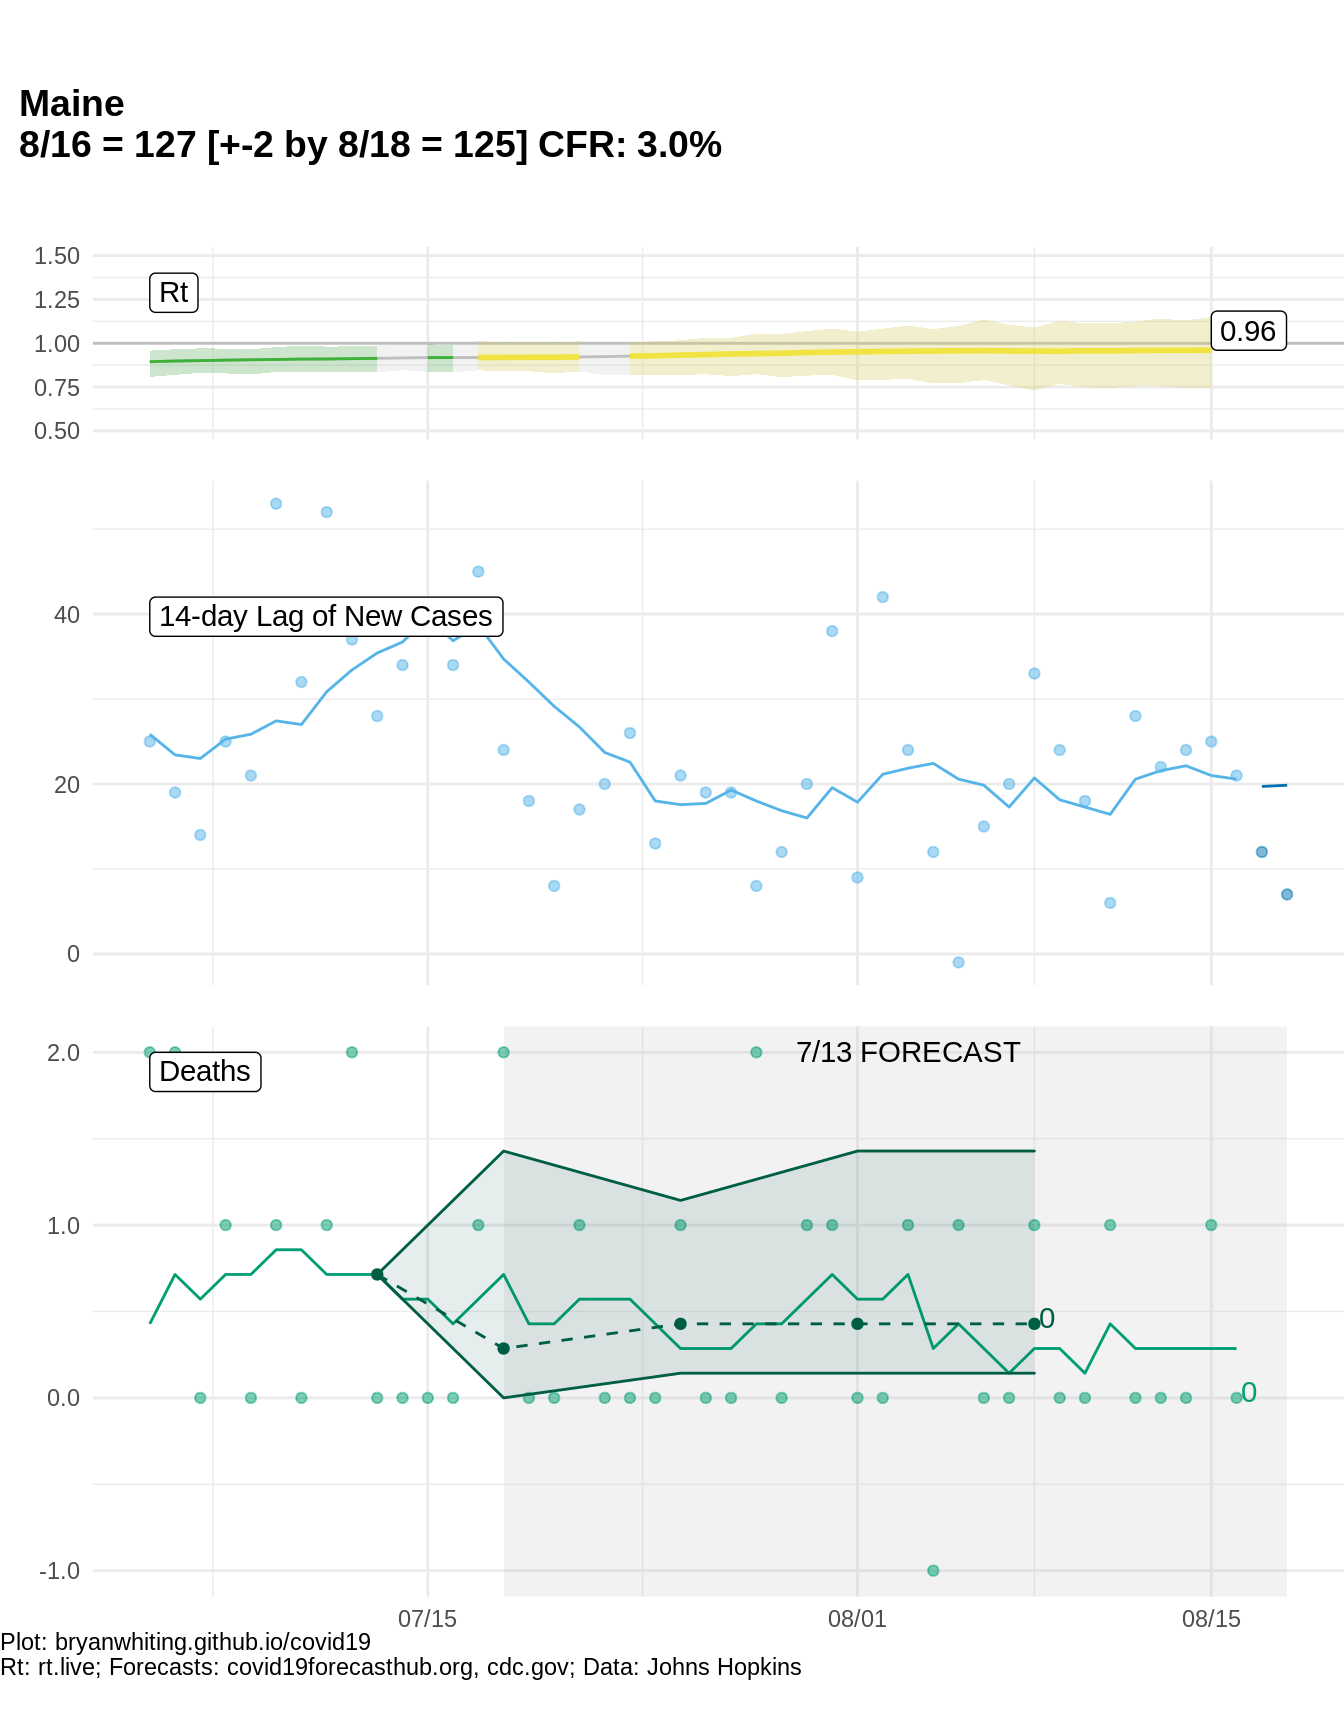 Maine
8/16 = 127 [+-2 by 8/18 = 125] CFR: 3.0%
1.50
Rt
1.25
0.96
1.00
0.75
0.50
14-day Lag of New Cases
40
20
0
2.0
7/13 FORECAST
Deaths
1.0
0
0.0
0
-1.0
07/15
08/01
08/15
Plot: bryanwhiting.github.io/covid19
Rt: rt.live; Forecasts: covid19forecasthub.org, cdc.gov; Data: Johns Hopkins